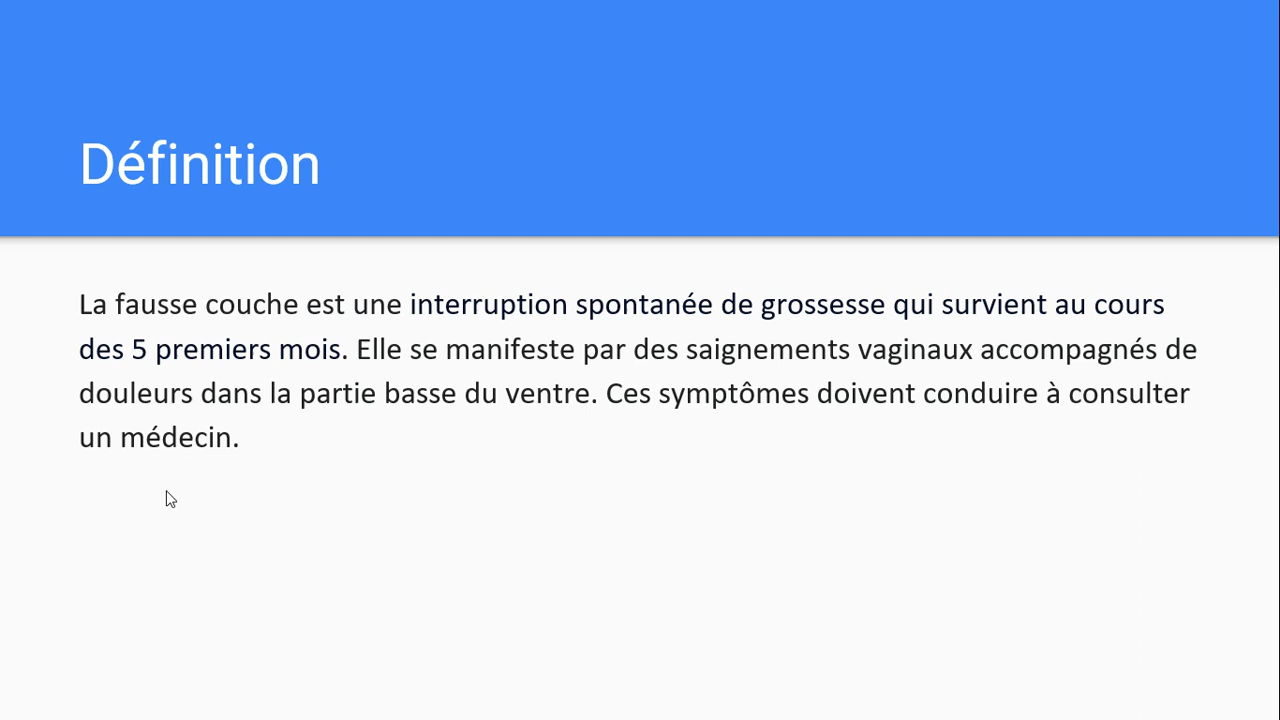 Définition
La fausse couche est une interruption spontanée de grossesse qui survient au cours
des 5 premiers mois. Elle se manifeste par des saignements vaginaux accompagnés de
douleurs dans la partie basse du ventre. Ces symptômes doivent conduire à consulter
un médecin.